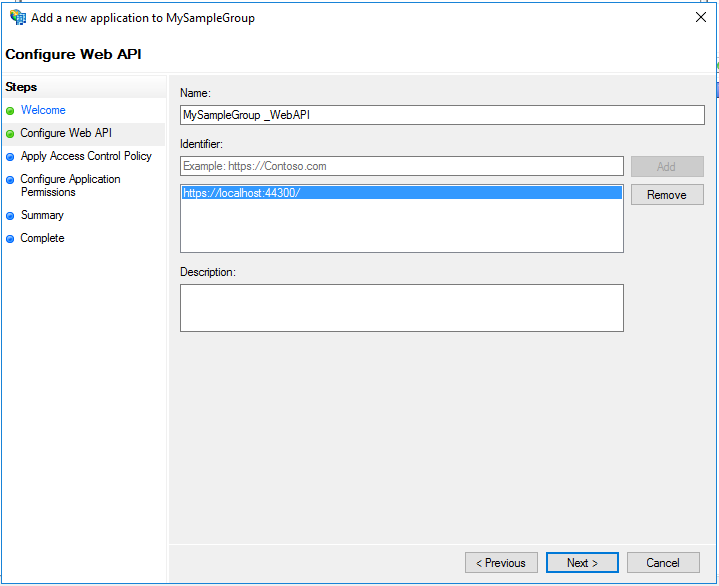 Add a new application to MySampleGroup
Configure Web API
Steps
Welcome
Configure Web API
Apply Access Control Policy
Configure Application
Permissions
Summary
Complete
Name:
MySampleGroup _WebAPI
Identifier:
Example: https://Contoso.com
Add
https://localhost:44300/
Remove
Description:
< Previous
Next >
Cancel